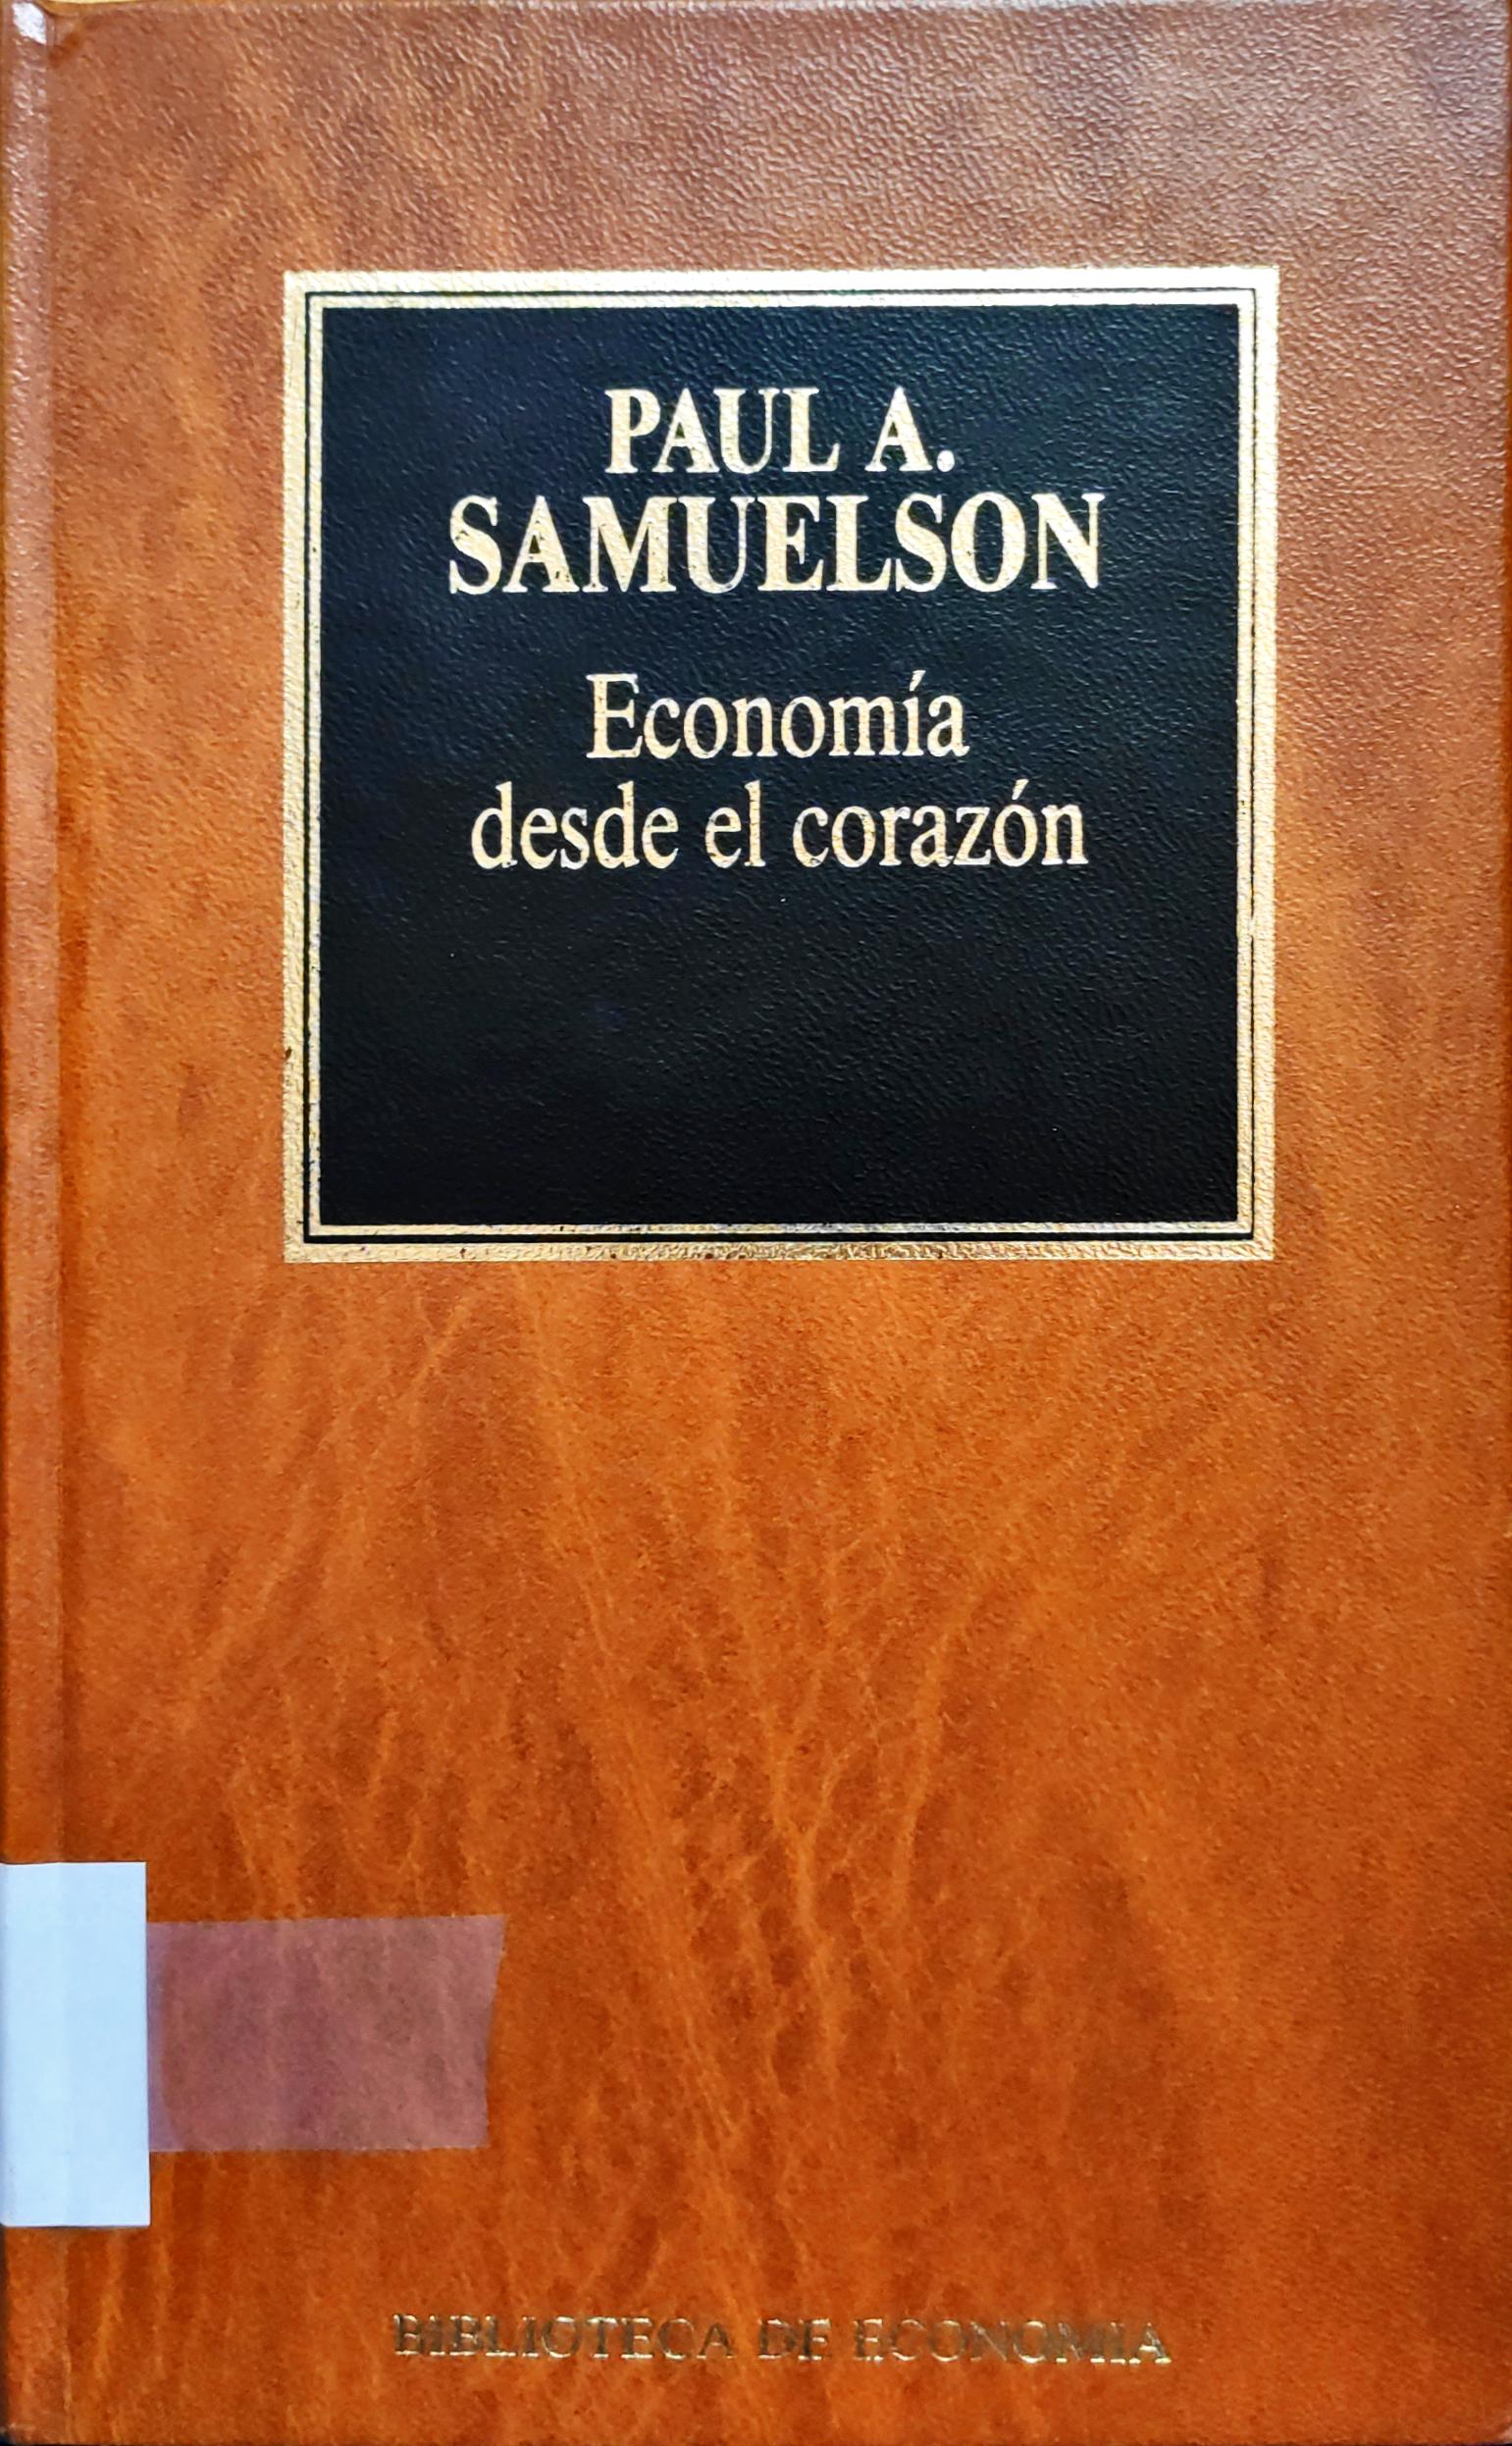 PAUL A.
SAMUELSON
Economía
desde el corazón
BIBLIOTECA DE ECONOMIA